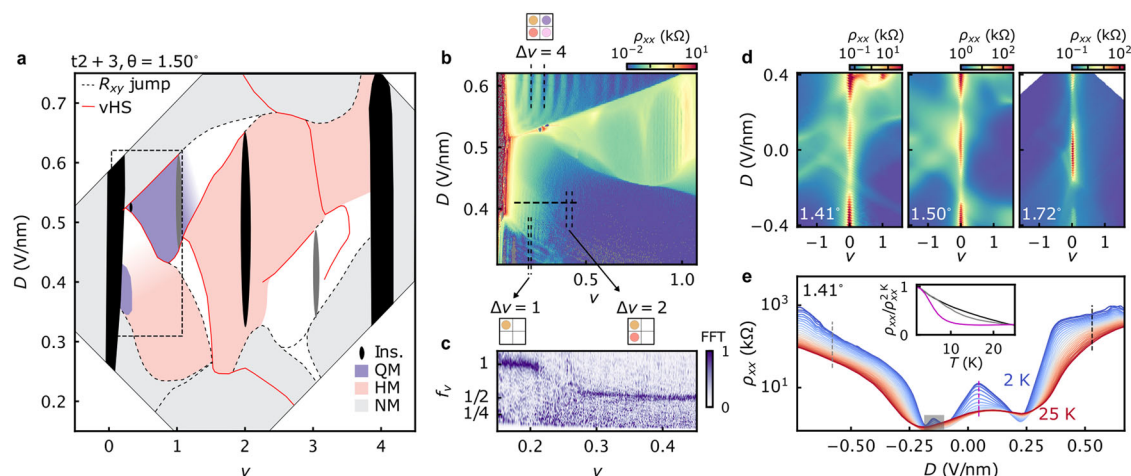 a
t2 + 3, θ = 1.50°
R_xy jump
vHS
0.7
0.6
0.5
0.4
0.3
0.2
D (V/nm)
0 1 2 3 4
ν
Ins.
QM
HM
NM
Δν = 4
b
ρ_xx (kΩ)
10^-2 10^1
0.6
0.5
0.4
D (V/nm)
0.5 1.0
ν
Δν = 1
Δν = 2
c
FFT
1
0
f_ν
1
1/2
1/4
0.2 0.3 0.4
ν
d
ρ_xx (kΩ) ρ_xx (kΩ) ρ_xx (kΩ)
10^-1 10^1 10^0 10^2 10^-1 10^2
0.4
0.0
−0.4
D (V/nm)
1.41° 1.50° 1.72°
−1 0 1 −1 0 1 −1 0 1
ν ν ν
e
1.41°
10^3
10^1
ρ_xx (kΩ)
ρ_xx/ρ_xx^2 K
1
0
0 20
T (K)
2 K
25 K
−0.50 −0.25 0.00 0.25 0.50
D (V/nm)